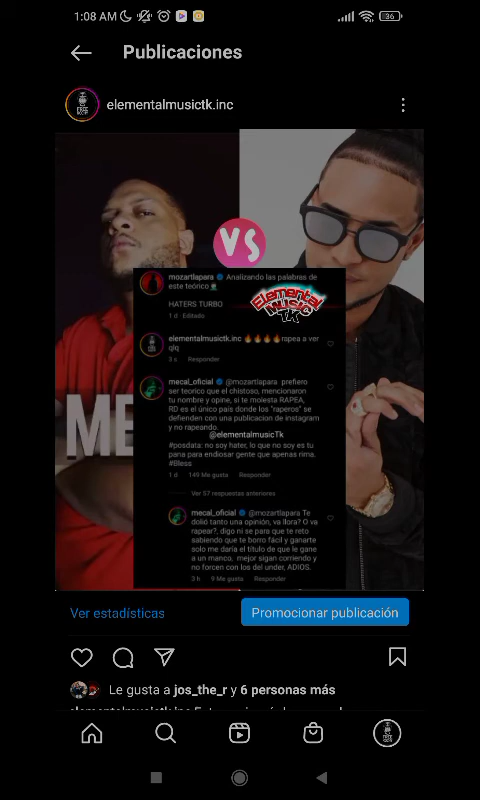 1:08 AM
36
Publicaciones
elementalmusictk.inc
VS
mozartlapara Analizando las palabras de
este teórico
HATERS TURBO
1 d · Editado
Elemental
Music
TK
elementalmusictk.inc 🔥🔥🔥🔥rapea a ver
qlq
3 s Responder
mecal_oficial @mozartlapara prefiero
ser teorico que el chistoso, mencionaron
tu nombre y opine, si te molesta RAPEA,
RD es el único país donde los "raperos" se
defienden con una publicacion de instagram
y no rapeando.
@elementalmusicTk
#posdata: no soy hater, lo que no soy es tu
pana para endiosar gente que apenas rima.
#Bless
1 d 149 Me gusta Responder
Ver 57 respuestas anteriores
mecal_oficial @mozartlapara Te
dolió tanto una opinión, va llora? O va
rapear?, digo ni se para que te reto
sabiendo que te borro fácil y ganarte
solo me daría el título de que le gane
a un manco, mejor sigan corriendo y
no forcen con los del under, ADIOS.
3 h 9 Me gusta Responder
ME
Ver estadísticas
Promocionar publicación
Le gusta a jos_the_r y 6 personas más